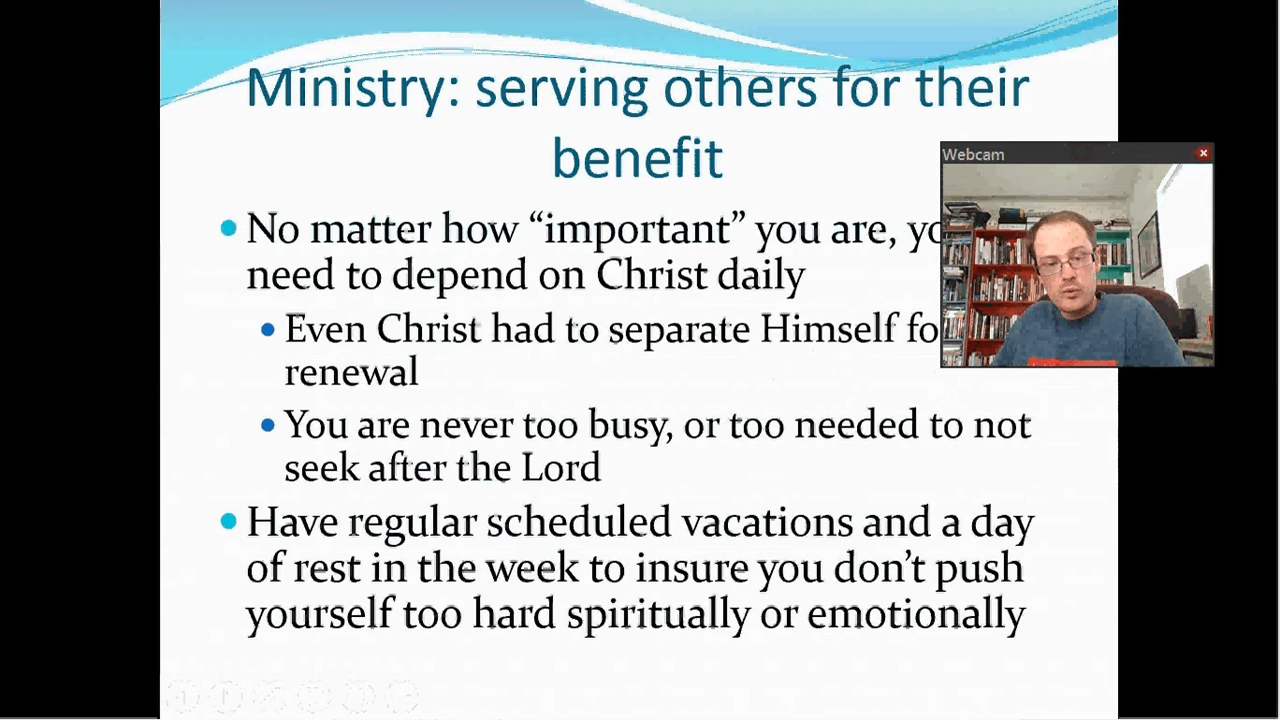 Ministry: serving others for their
benefit
Webcam
No matter how “important” you are,
need to depend on Christ daily
Even Christ had to separate Himself
renewal
You are never too busy, or too needed to not
seek after the Lord
Have regular scheduled vacations and a day
of rest in the week to insure you don’t push
yourself too hard spiritually or emotionally